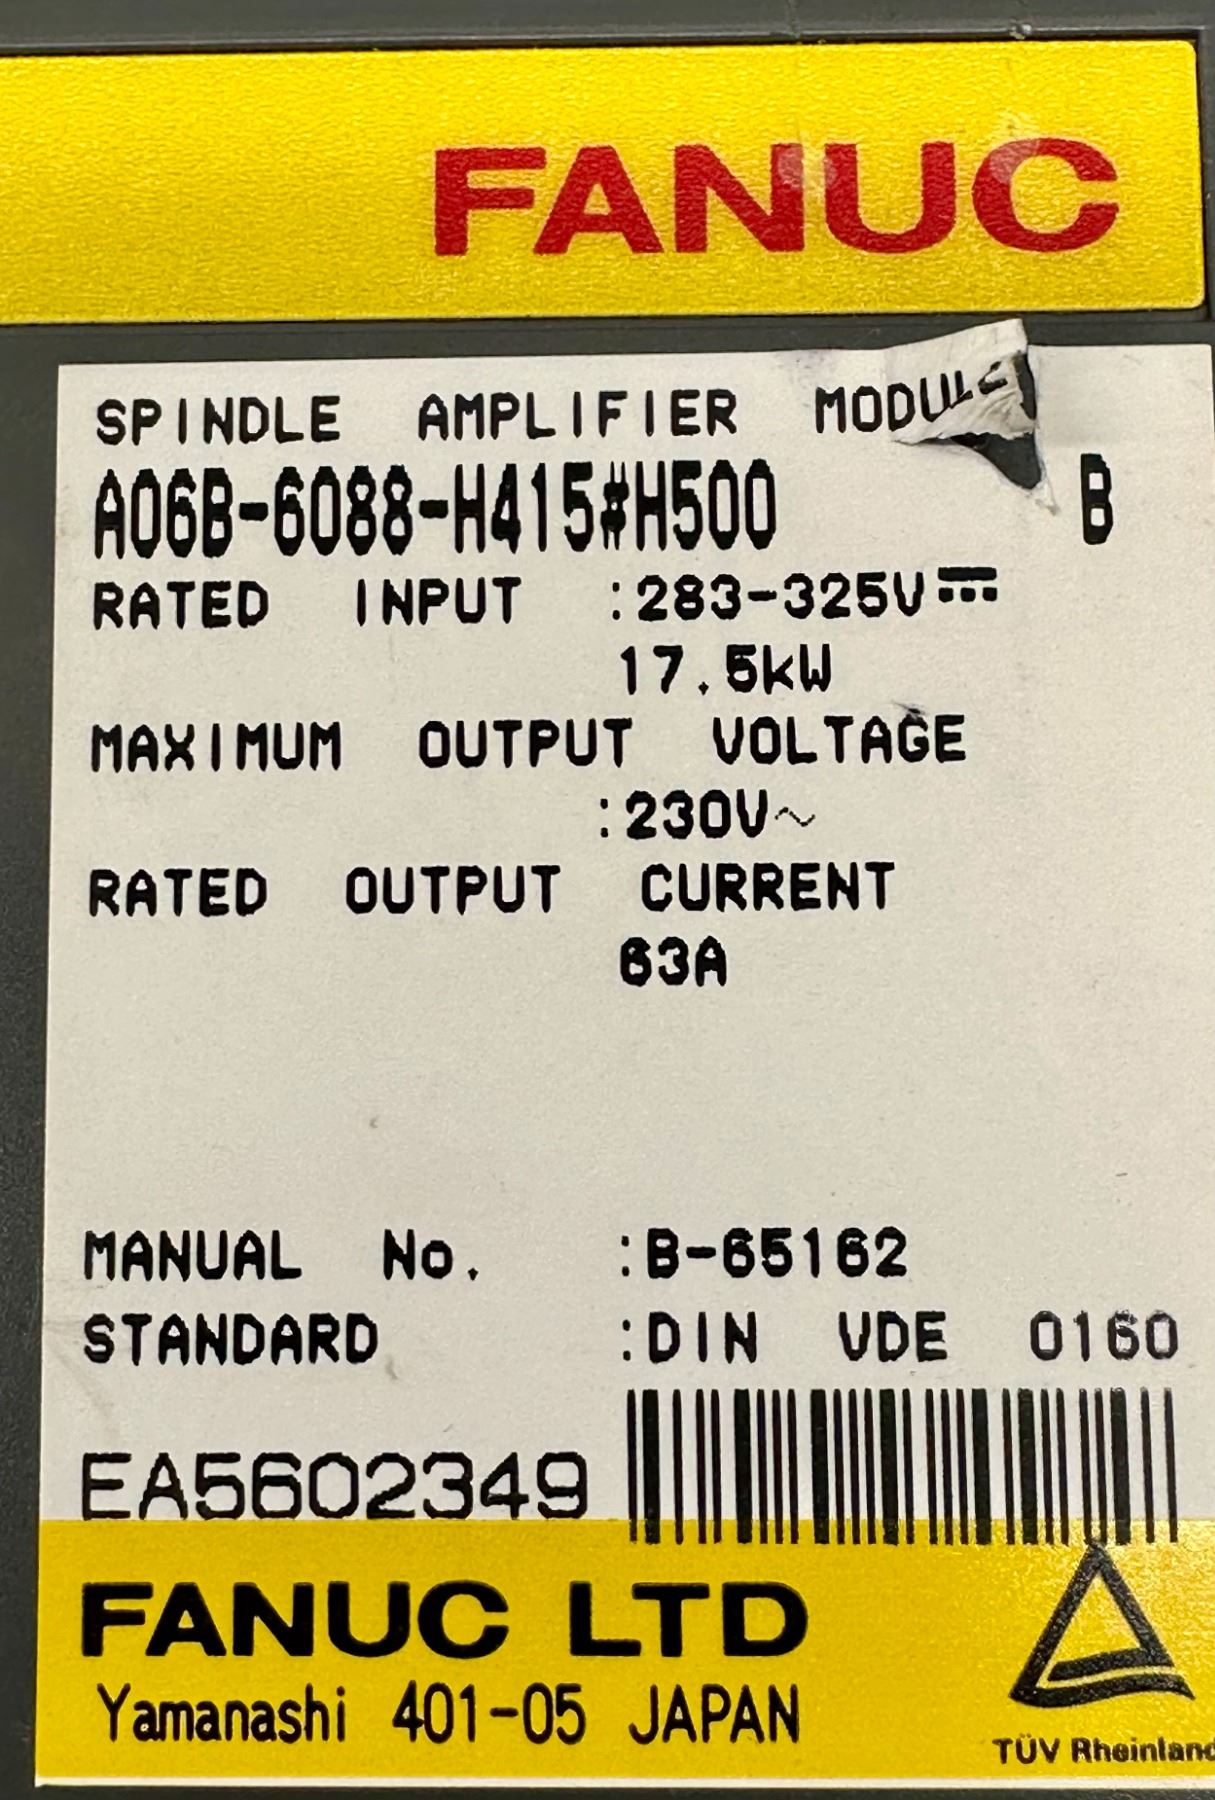 FANUC
SPINDLE AMPLIFIER MODULE
A06B-6088-H415#H500 B
RATED INPUT :283-325V⎓
17.5kW
MAXIMUM OUTPUT VOLTAGE
:230V~
RATED OUTPUT CURRENT
63A
MANUAL No. :B-65162
STANDARD :DIN VDE 0160
EA5602349
FANUC LTD
Yamanashi 401-05 JAPAN
TÜV Rheinland